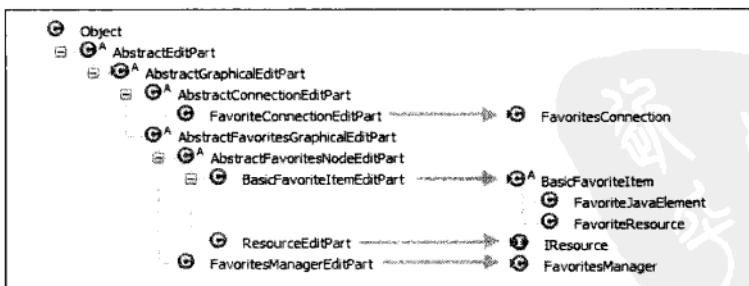 Object
AbstractEditPart
AbstractGraphicalEditPart
AbstractConnectionEditPart
FavoriteConnectionEditPart FavoritesConnection
AbstractFavoritesGraphicalEditPart
AbstractFavoritesNodeEditPart
BasicFavoriteItemEditPart BasicFavoriteItem
FavoriteJavaElement
FavoriteResource
ResourceEditPart IResource
FavoritesManagerEditPart FavoritesManager